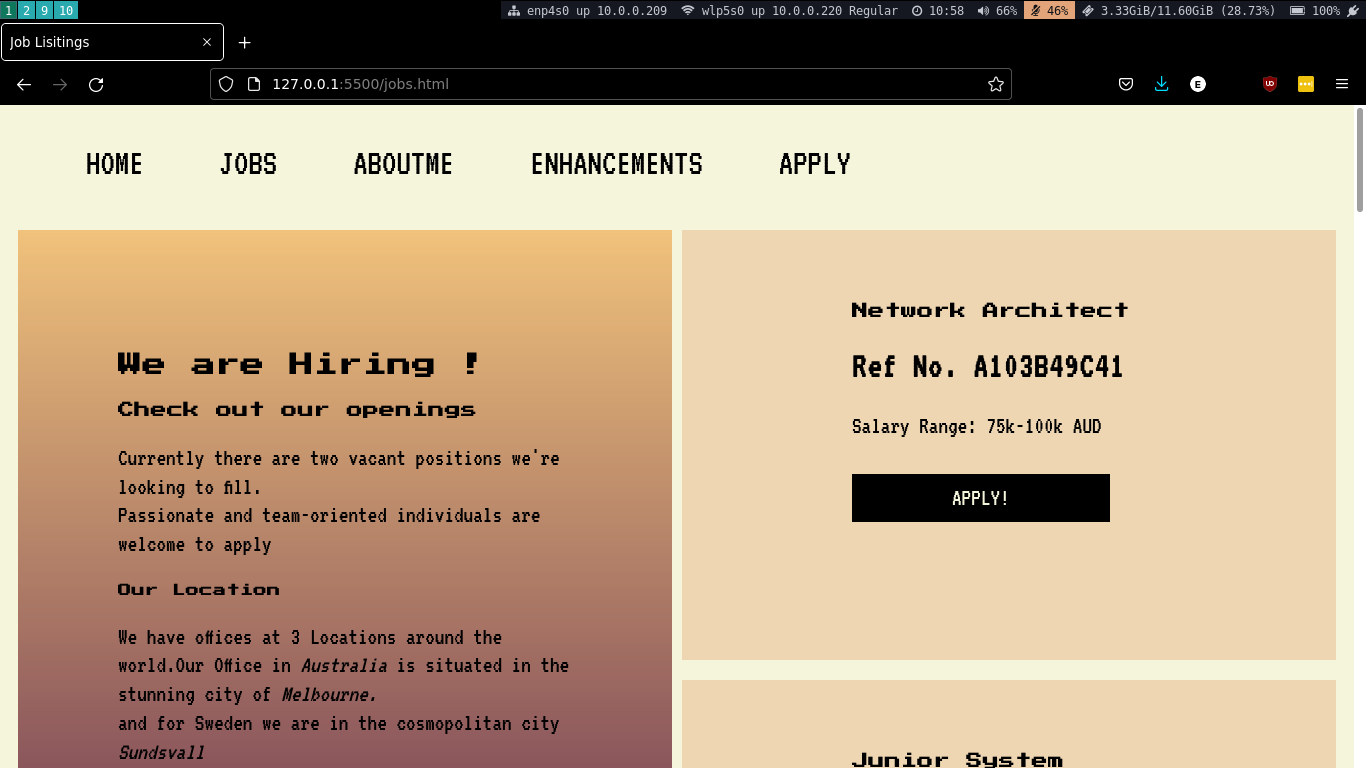 1 2 9 10
enp4s0 up 10.0.0.209 wlp5s0 up 10.0.0.220 Regular 10:58 66% 46% 3.33GiB/11.60GiB (28.73%) 100%
Job Lisitings
127.0.0.1:5500/jobs.html
HOME JOBS ABOUTME ENHANCEMENTS APPLY
We are Hiring !
Check out our openings
Currently there are two vacant positions we're
looking to fill.
Passionate and team-oriented individuals are
welcome to apply
Our Location
We have offices at 3 Locations around the
world.Our Office in Australia is situated in the
stunning city of Melbourne.
and for Sweden we are in the cosmopolitan city
Sundsvall
Network Architect
Ref No. A103B49C41
Salary Range: 75k-100k AUD
APPLY!
Junior System